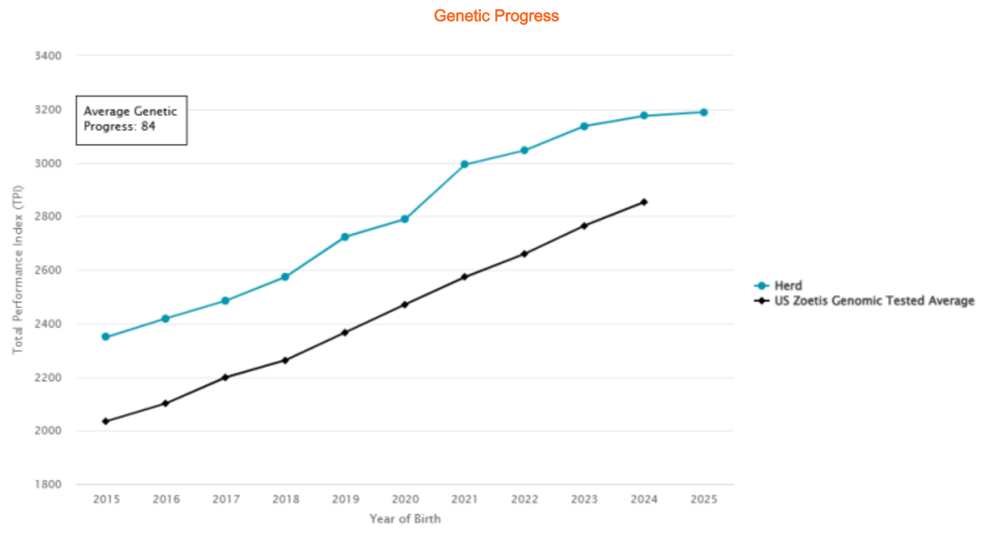 Genetic Progress
3400
3200
3000
2800
2600
2400
2200
2000
1800
Total Performance Index (TPI)
Average Genetic
Progress: 84
2015 2016 2017 2018 2019 2020 2021 2022 2023 2024 2025
Year of Birth
Herd
US Zoetis Genomic Tested Average